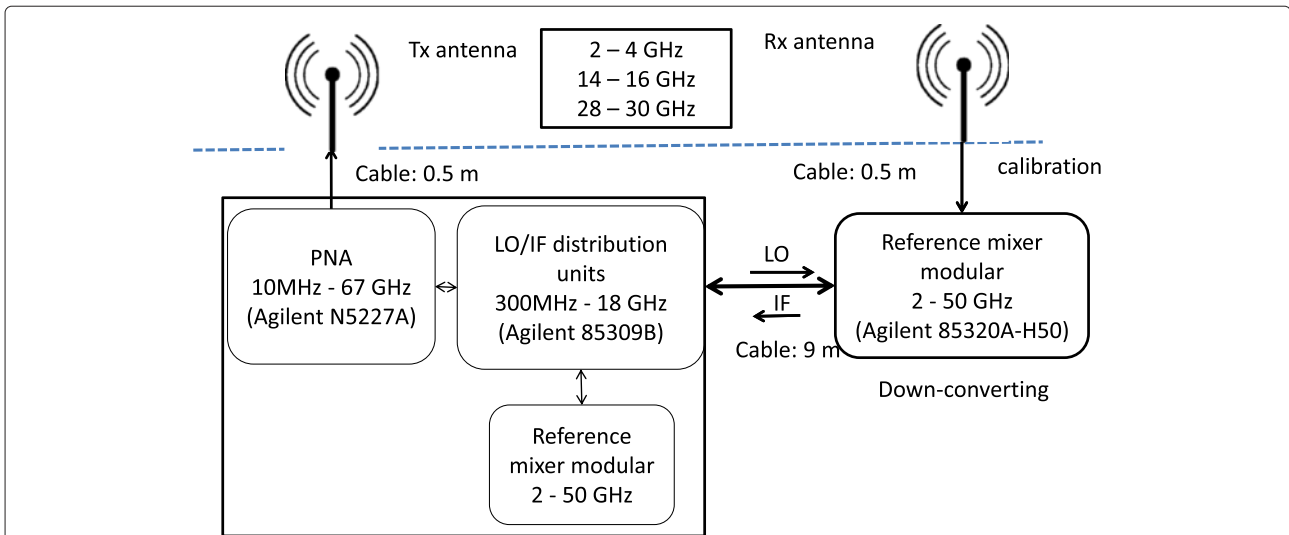 Tx antenna
2 – 4 GHz
14 – 16 GHz
28 – 30 GHz
Rx antenna
Cable: 0.5 m
Cable: 0.5 m
calibration
PNA
10MHz - 67 GHz
(Agilent N5227A)
LO/IF distribution
units
300MHz - 18 GHz
(Agilent 85309B)
LO
IF
Cable: 9 m
Reference mixer
modular
2 - 50 GHz
(Agilent 85320A-H50)
Down-converting
Reference
mixer modular
2 - 50 GHz